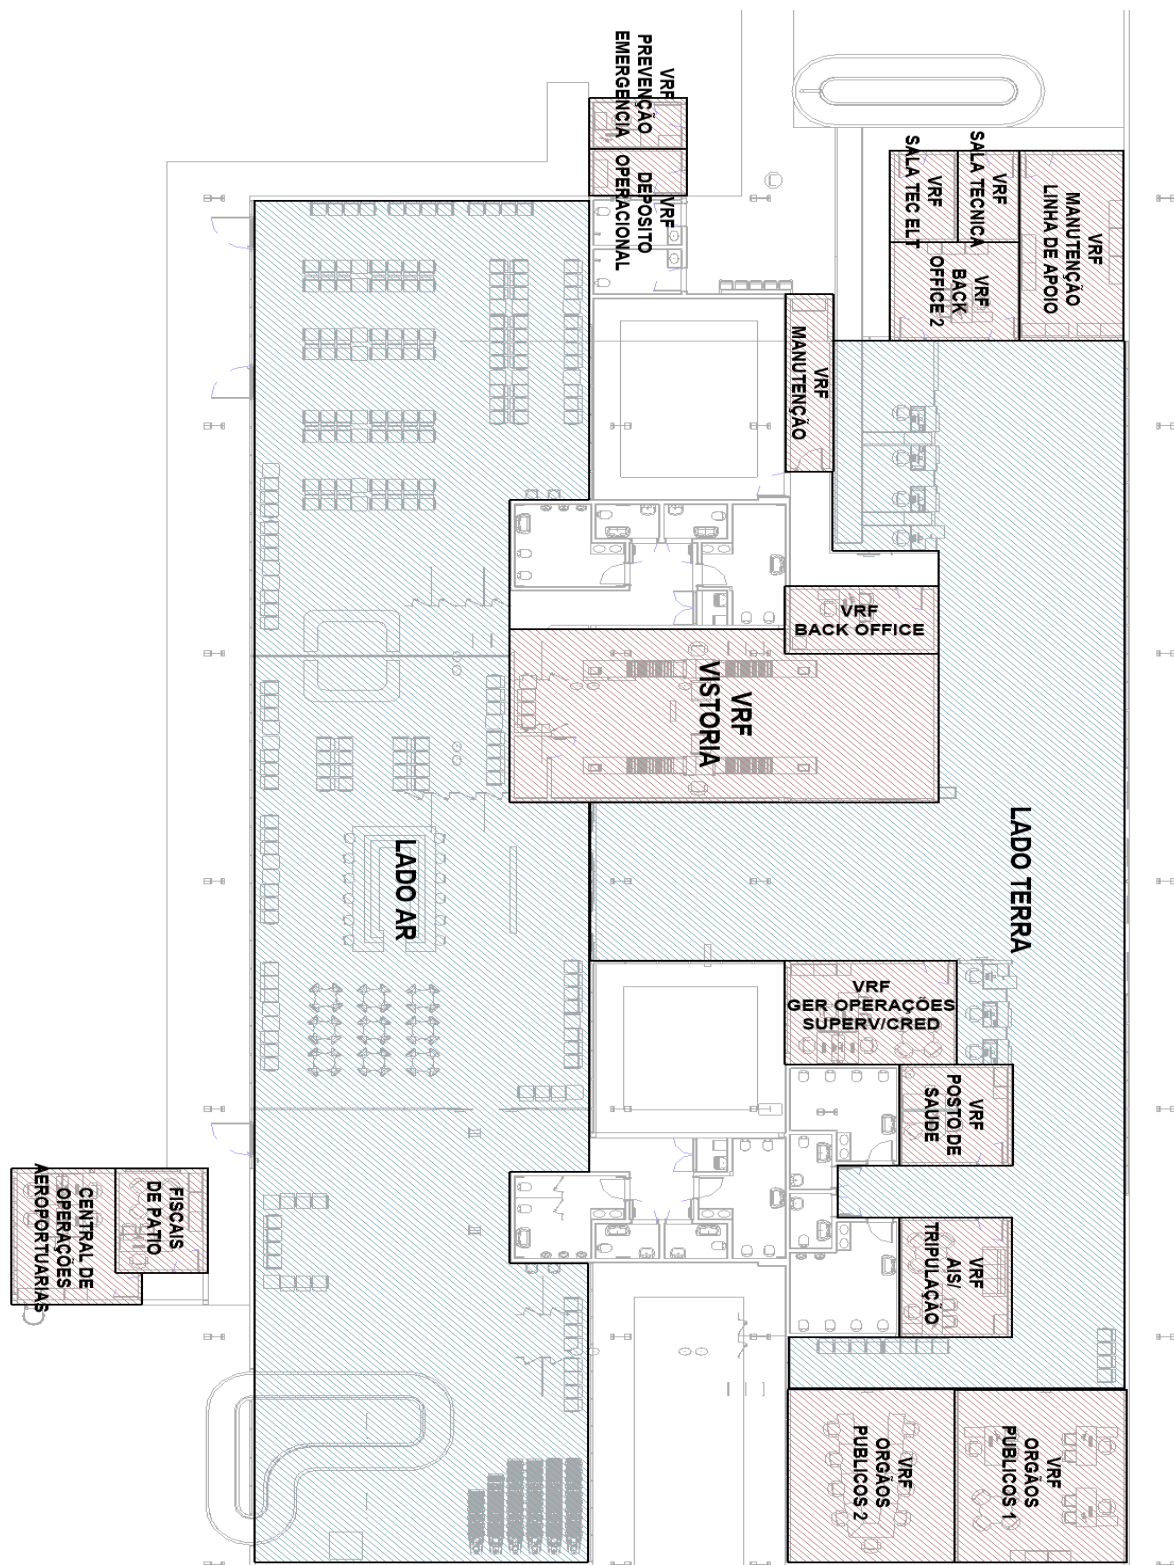 VRF
PREVENÇÃO
EMERGENCIA
VRF
DEPOSITO
OPERACIONAL
VRF
SALA TEC ELT
VRF
SALA TECNICA
VRF
MANUTENÇÃO
LINHA DE APOIO
VRF
BACK
OFFICE 2
VRF
MANUTENÇÃO
VRF
BACK OFFICE
VRF
VISTORIA
LADO TERRA
LADO AR
VRF
GER OPERAÇÕES
SUPERV/CRED
VRF
POSTO DE
SAUDE
FISCAIS
DE PATIO
CENTRAL DE
OPERAÇÕES
AEROPORTUARIAS
VRF
AIS/
TRIPULAÇÃO
VRF
ORGÃOS
PUBLICOS 2
VRF
ORGÃOS
PUBLICOS 1